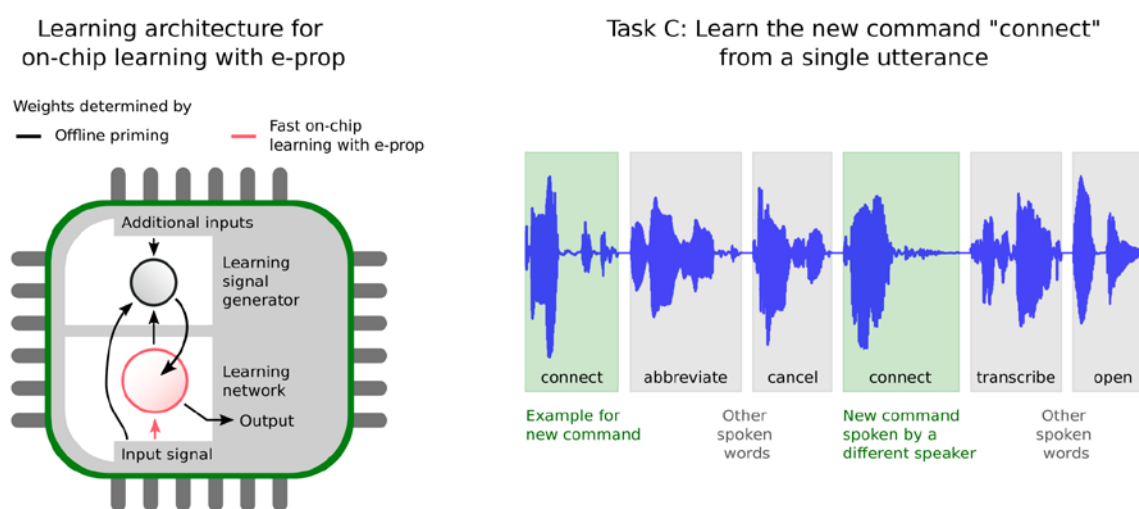 Learning architecture for
on-chip learning with e-prop
Weights determined by
Offline priming
Fast on-chip
learning with e-prop
Additional inputs
Learning
signal
generator
Learning
network
Output
Input signal
Task C: Learn the new command "connect"
from a single utterance
connect
abbreviate
cancel
connect
transcribe
open
Example for
new command
Other
spoken
words
New command
spoken by a
different speaker
Other
spoken
words